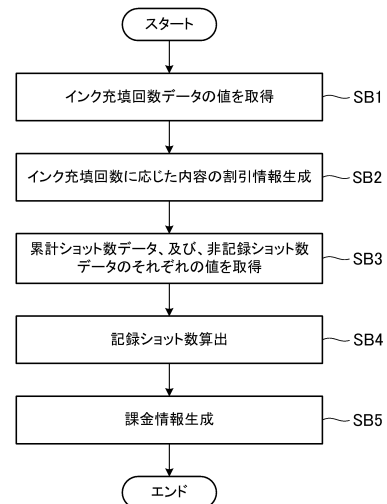 スタート
インク充填回数データの値を取得
SB1
インク充填回数に応じた内容の割引情報生成
SB2
累計ショット数データ、及び、非記録ショット数
データのそれぞれの値を取得
SB3
記録ショット数算出
SB4
課金情報生成
SB5
エンド